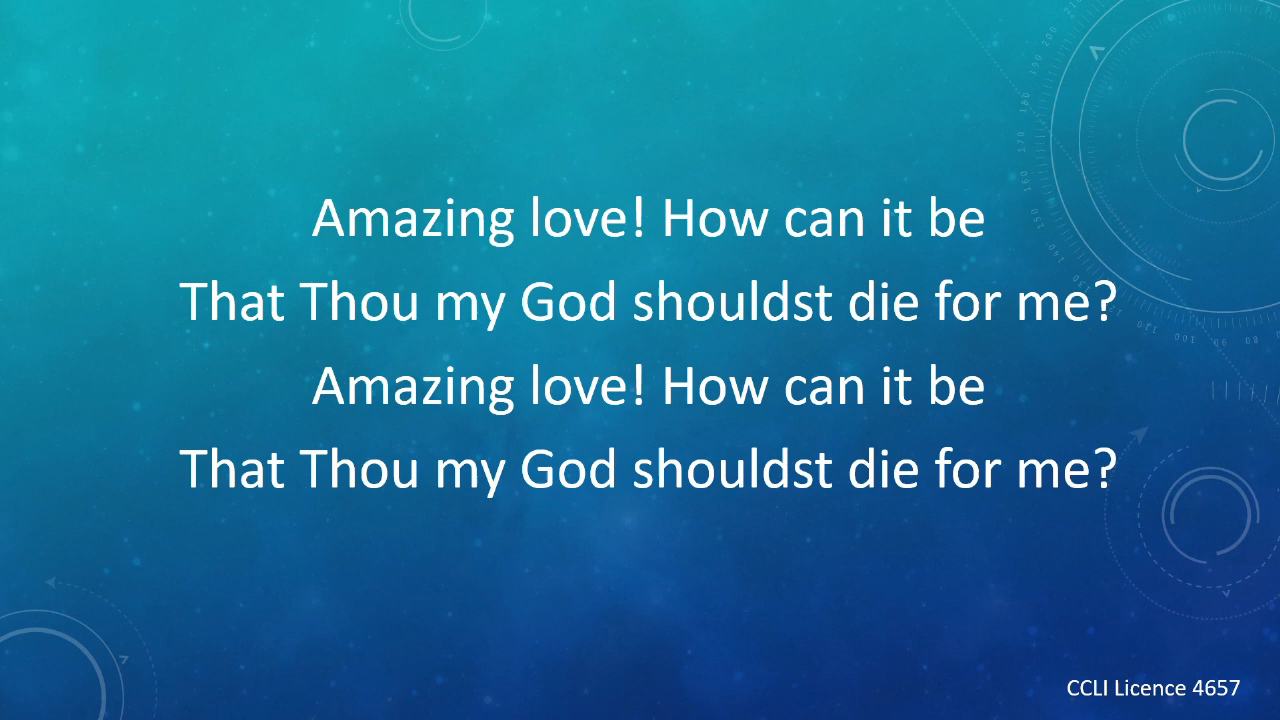 Amazing love! How can it be
That Thou my God shouldst die for me?
Amazing love! How can it be
That Thou my God shouldst die for me?
CCLI Licence 4657